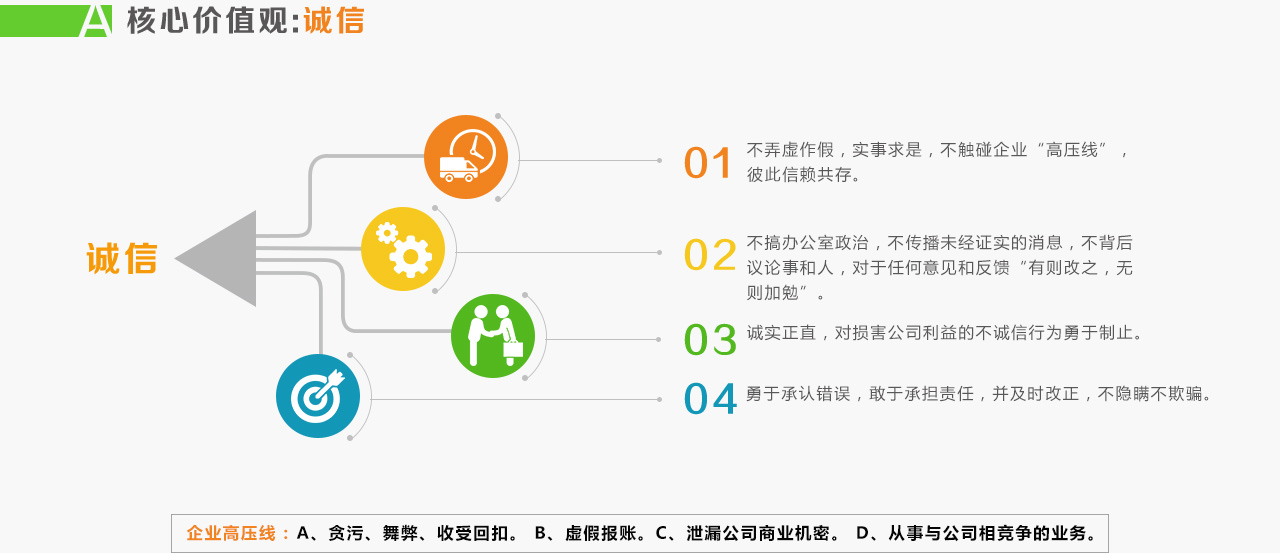 A 核心价值观:诚信
诚信
01
不弄虚作假，实事求是，不触碰企业“高压线”，
彼此信赖共存。
02
不搞办公室政治，不传播未经证实的消息，不背后
议论事和人，对于任何意见和反馈“有则改之，无
则加勉”。
03
诚实正直，对损害公司利益的不诚信行为勇于制止。
04
勇于承认错误，敢于承担责任，并及时改正，不隐瞒不欺骗。
企业高压线：A、贪污、舞弊、收受回扣。 B、虚假报账。C、泄漏公司商业机密。 D、从事与公司相竞争的业务。